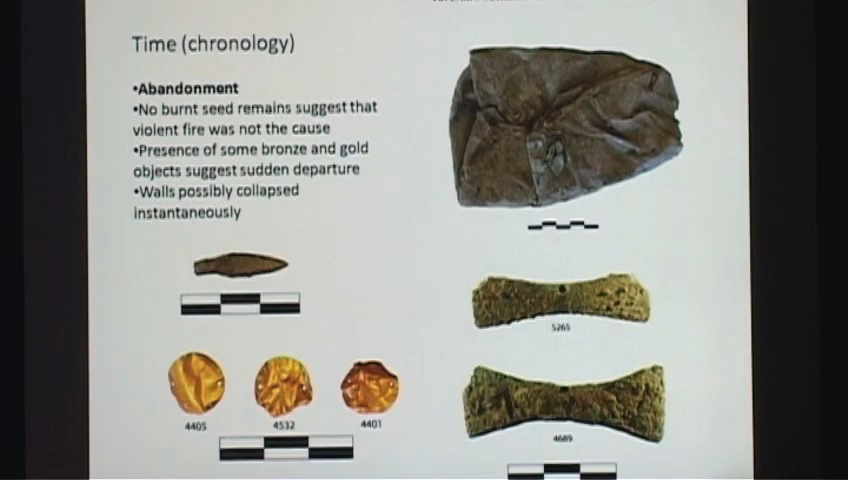 Time (chronology)
•Abandonment
•No burnt seed remains suggest that
violent fire was not the cause
•Presence of some bronze and gold
objects suggest sudden departure
•Walls possibly collapsed
instantaneously
5265
4405
4532
4401
4689